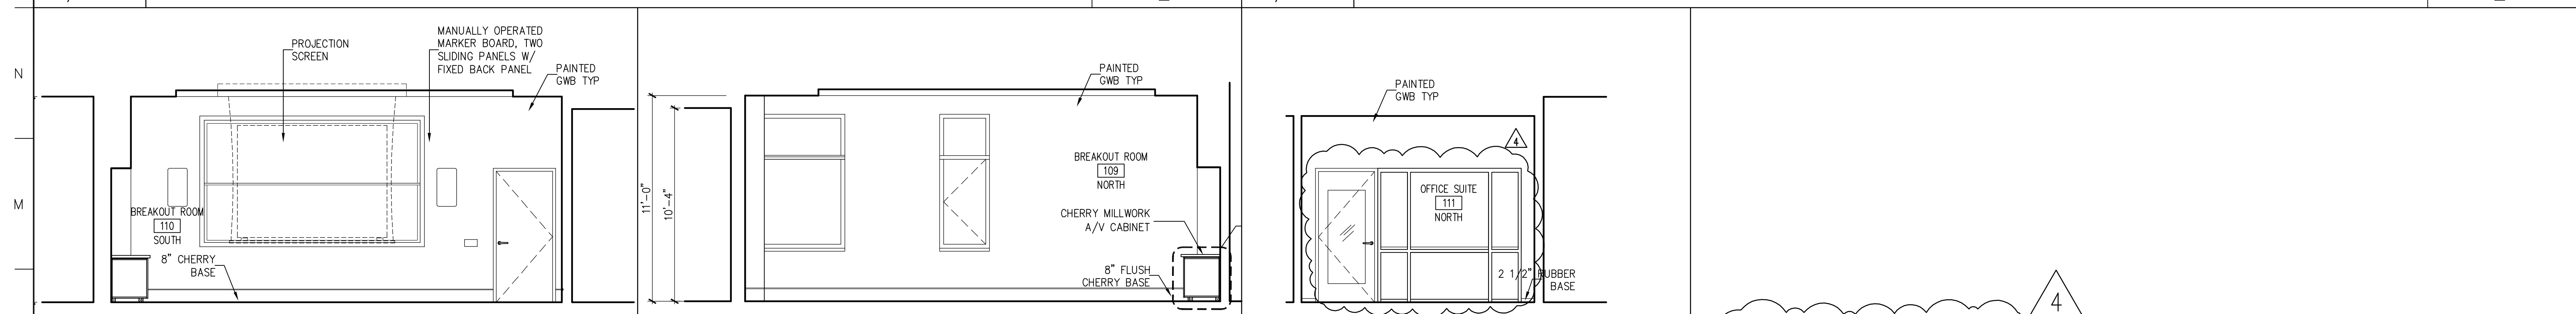 N
M
PROJECTION
SCREEN
MANUALLY OPERATED
MARKER BOARD, TWO
SLIDING PANELS W/
FIXED BACK PANEL
PAINTED
GWB TYP
BREAKOUT ROOM
110
SOUTH
8" CHERRY
BASE
11'-0"
10'-4"
PAINTED
GWB TYP
BREAKOUT ROOM
109
NORTH
CHERRY MILLWORK
A/V CABINET
8" FLUSH
CHERRY BASE
PAINTED
GWB TYP
4
OFFICE SUITE
111
NORTH
2 1/2" RUBBER
BASE
4